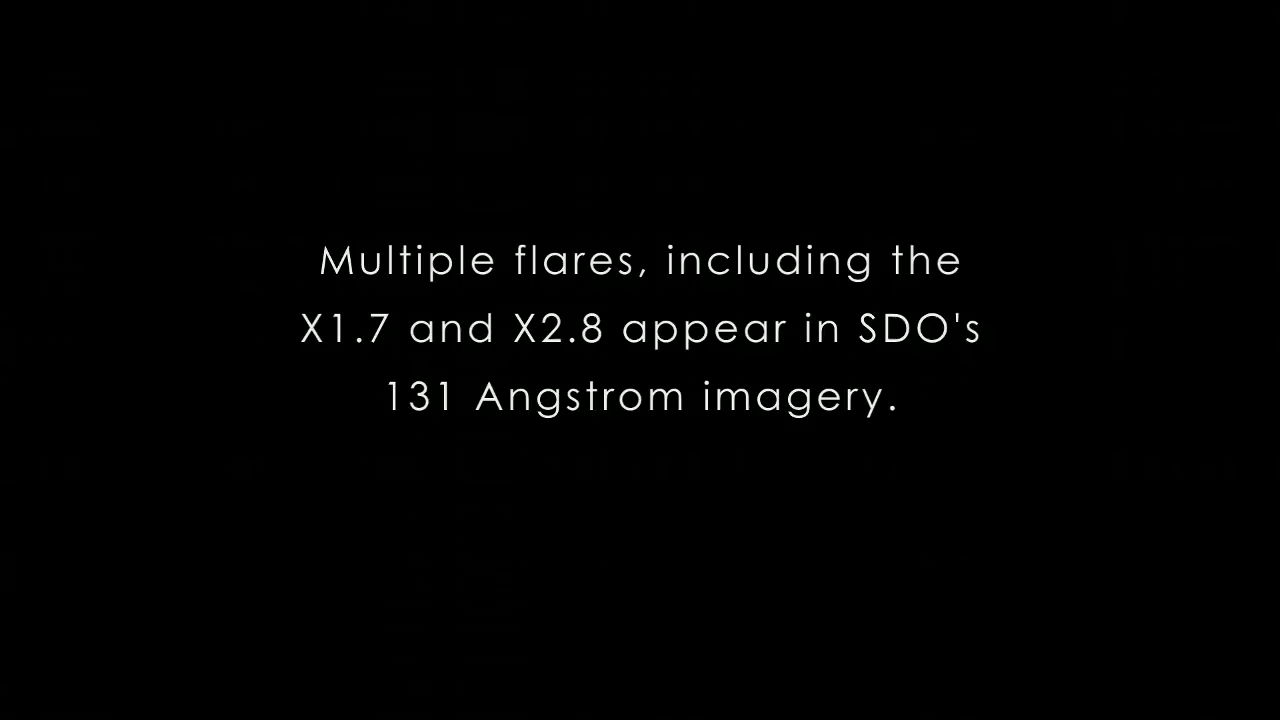 Multiple flares, including the
X1.7 and X2.8 appear in SDO's
131 Angstrom imagery.